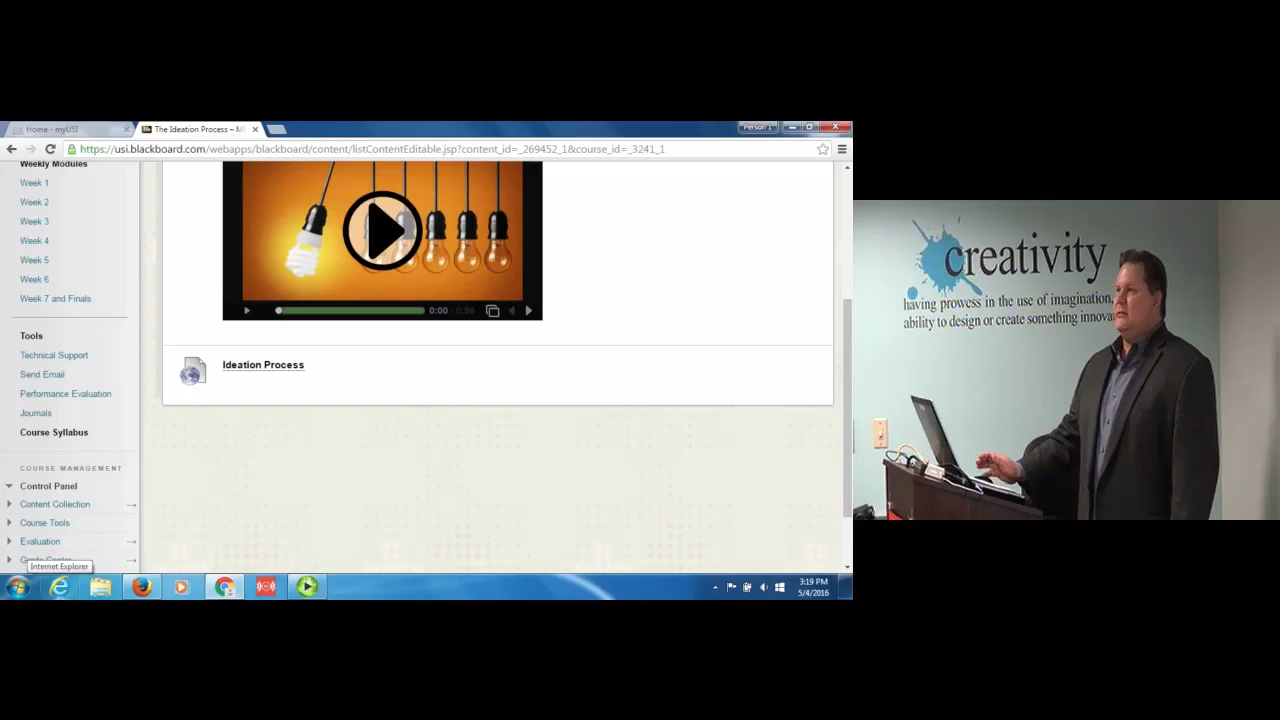 Home - myUSI
The Ideation Process – M
Person 1
https://usi.blackboard.com/webapps/blackboard/content/listContentEditable.jsp?content_id=_269452_1&course_id=_3241_1
Weekly Modules
Week 1
Week 2
Week 3
Week 4
Week 5
Week 6
Week 7 and Finals
Tools
Technical Support
Send Email
Performance Evaluation
Journals
Course Syllabus
COURSE MANAGEMENT
Control Panel
Content Collection
Course Tools
Evaluation
Grade Center
Internet Explorer
0:00 / 0:56
Ideation Process
3:19 PM
5/4/2016
creativity
having prowess in the use of imagination,
ability to design or create something innova